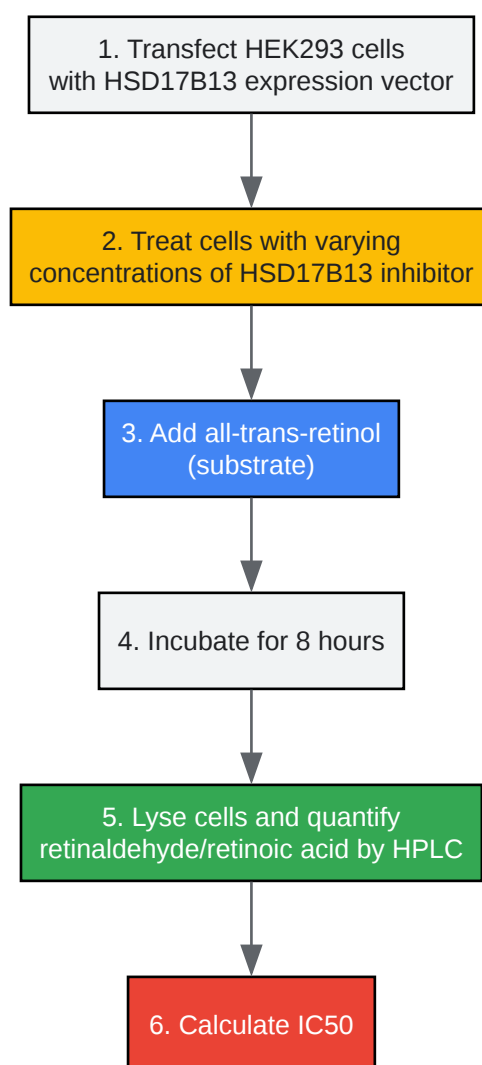 1. Transfect HEK293 cells
with HSD17B13 expression vector
2. Treat cells with varying
concentrations of HSD17B13 inhibitor
3. Add all-trans-retinol
(substrate)
4. Incubate for 8 hours
5. Lyse cells and quantify
retinaldehyde/retinoic acid by HPLC
6. Calculate IC50